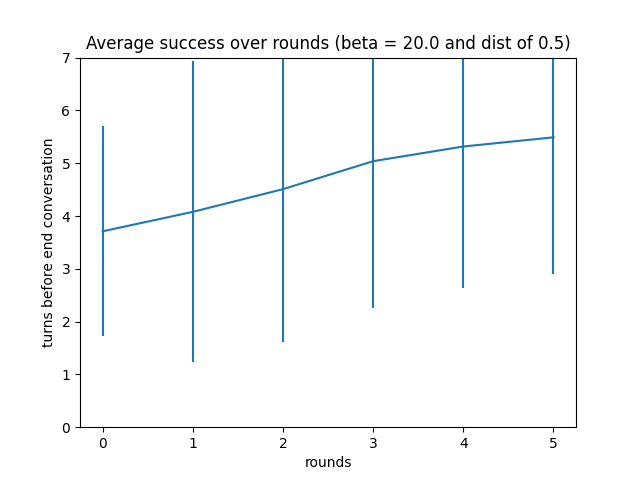 Average success over rounds (beta = 20.0 and dist of 0.5)
7
6
5
4
3
2
1
0
turns before end conversation
0 1 2 3 4 5
rounds